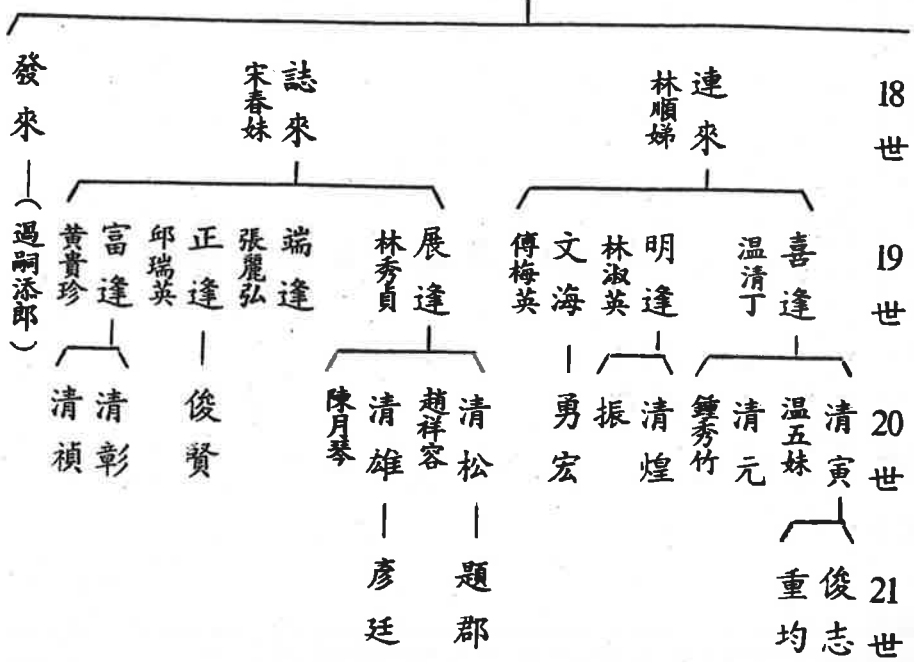 18世
連來
林順娣
誌來
宋春妹
發來—(過嗣添郎)
19世
喜逢
温清丁
明逢
林淑英
文海
傅梅英
展逢
林秀貞
端逢
張麗弘
正逢
邱瑞英
富逢
黃貴珍
20世
清寅
温五妹
清元
鍾秀竹
清煌
振
勇宏
清松
趙祥容
清雄
陳月琴
俊賢
清彰
清禎
21世
俊志
重均
題郡
彥廷